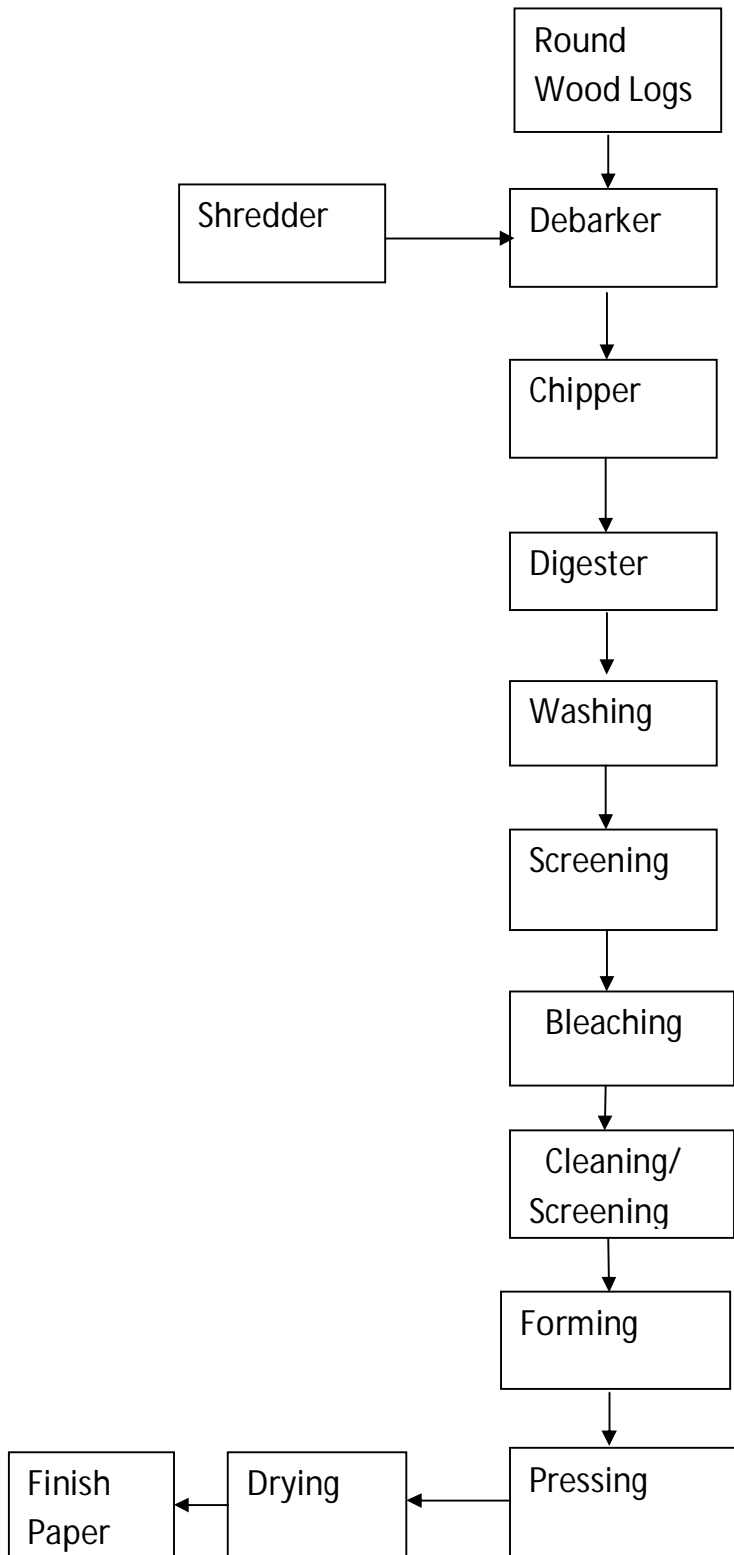 Round
Wood Logs
Shredder
Debarker
Chipper
Digester
Washing
Screening
Bleaching
Cleaning/
Screening
Forming
Pressing
Drying
Finish
Paper